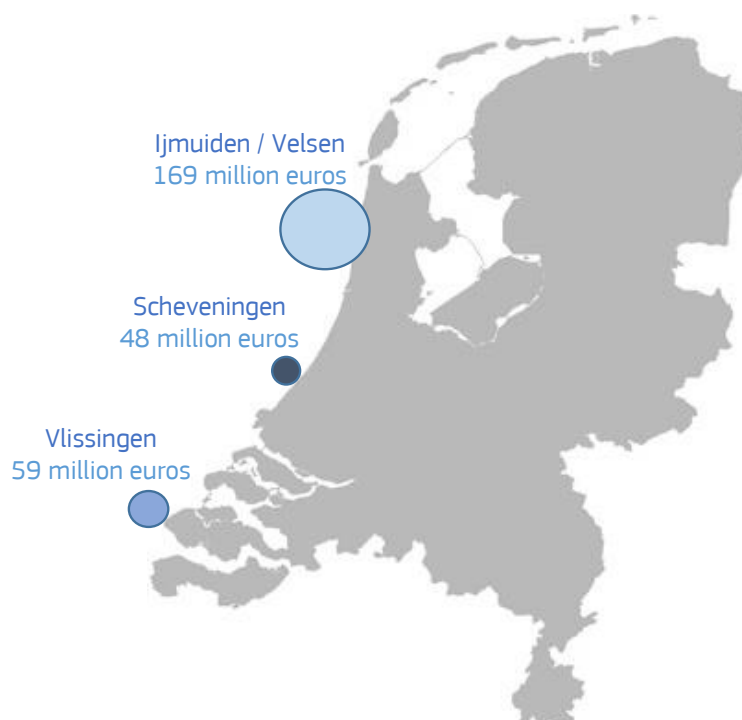 Ijmuiden / Velsen
169 million euros
Scheveningen
48 million euros
Vlissingen
59 million euros